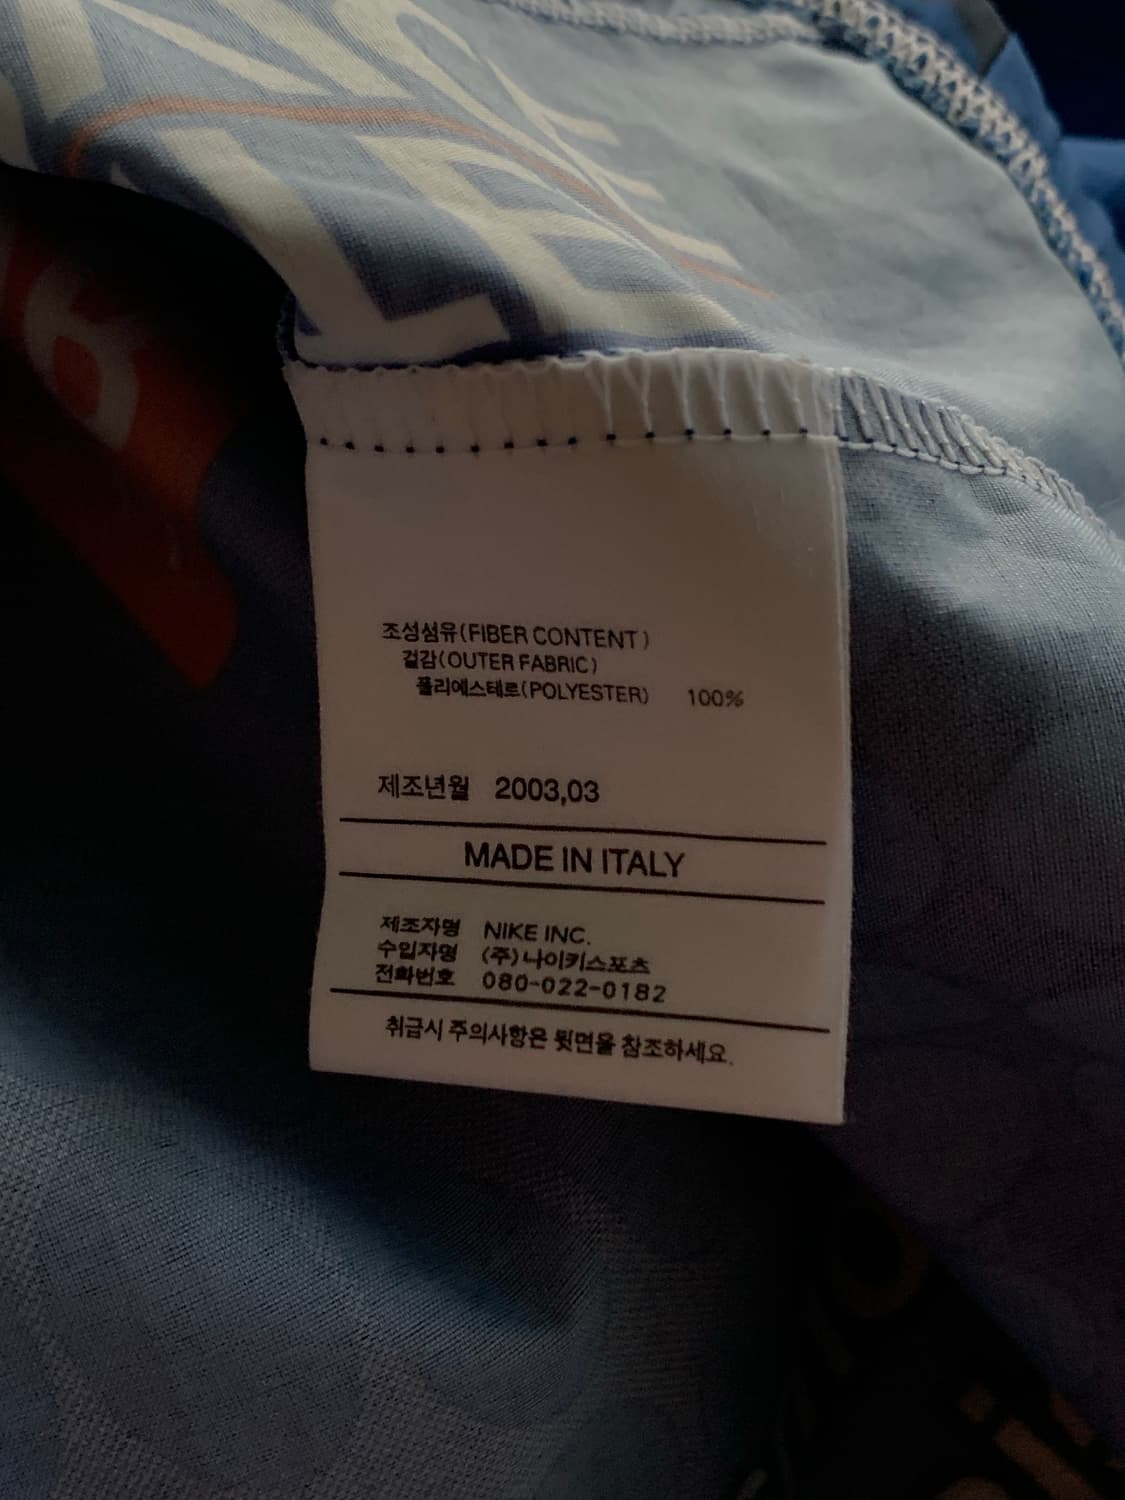 조성섬유(FIBER CONTENT)
겉감(OUTER FABRIC)
폴리에스테르(POLYESTER) 100%
제조년월 2003,03
MADE IN ITALY
제조자명 NIKE INC.
수입자명 (주)나이키스포츠
전화번호 080-022-0182
취급시 주의사항은 뒷면을 참조하세요.